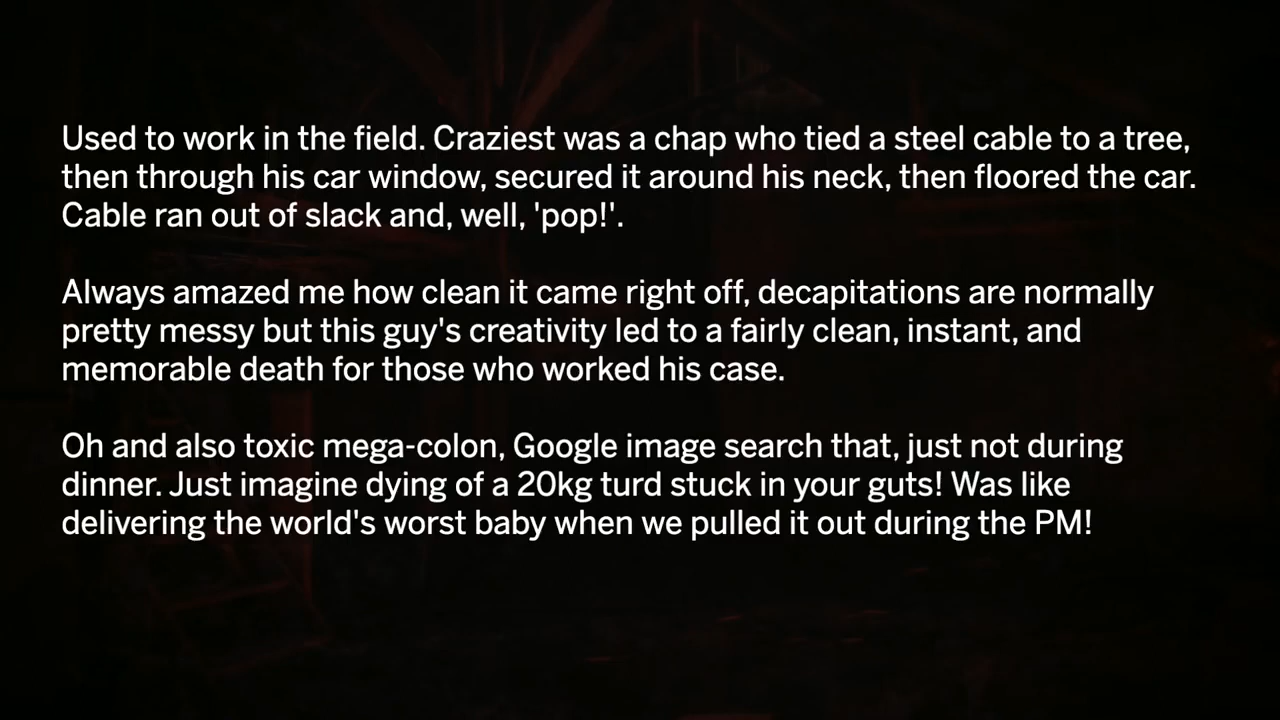 Used to work in the field. Craziest was a chap who tied a steel cable to a tree,
then through his car window, secured it around his neck, then floored the car.
Cable ran out of slack and, well, 'pop!'.
Always amazed me how clean it came right off, decapitations are normally
pretty messy but this guy's creativity led to a fairly clean, instant, and
memorable death for those who worked his case.
Oh and also toxic mega-colon, Google image search that, just not during
dinner. Just imagine dying of a 20kg turd stuck in your guts! Was like
delivering the world's worst baby when we pulled it out during the PM!